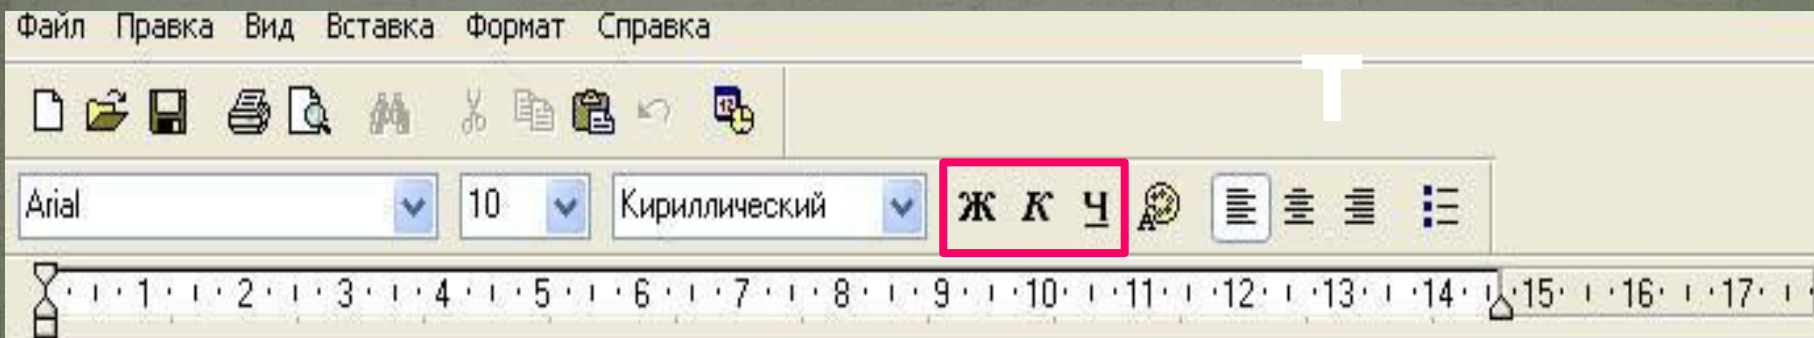 Файл Правка Вид Вставка Формат Справка
Т
12
Arial 10 Кириллический Ж К Ч А
1 2 3 4 5 6 7 8 9 10 11 12 13 14 15 16 17